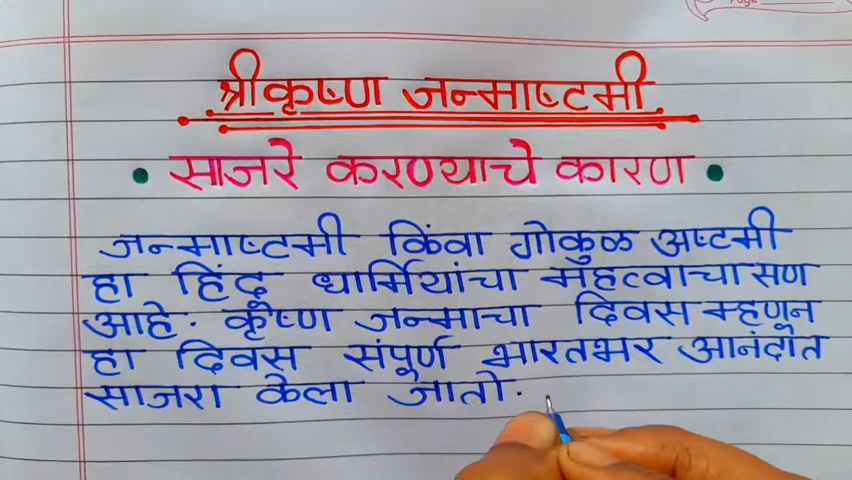 Page
श्रीकृष्ण जन्माष्टमी
साजरे करण्याचे कारण
जन्माष्टमी किंवा गोकुळ अष्टमी
हा हिंदू धार्मियांचा महत्वाचा सण
आहे. कृष्ण जन्माचा दिवस म्हणून
हा दिवस संपूर्ण भारतभर आनंदात
साजरा केला जातो.